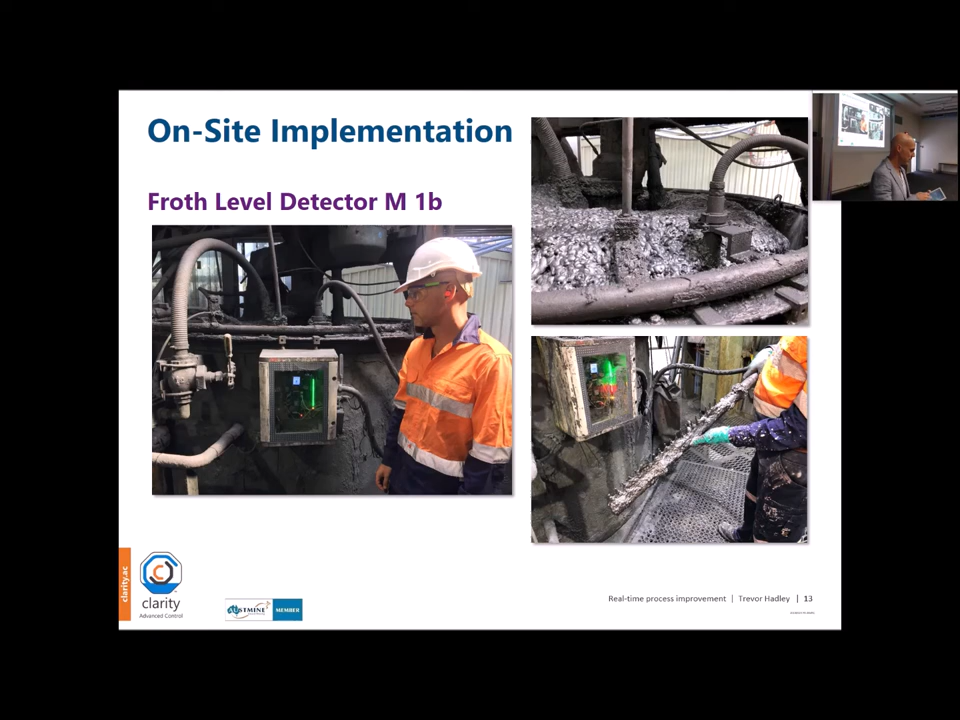 On-Site Implementation
Froth Level Detector M 1b
clarity.ac
clarity
Advanced Control
MEMBER
Real-time process improvement | Trevor Hadley | 13